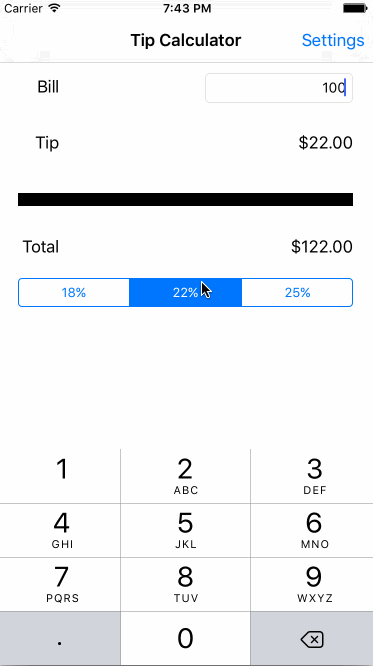 Carrier 7:43 PM
Tip Calculator Settings
Bill 100
Tip $22.00
Total $122.00
18% 22% 25%
1 2 3
ABC DEF
4 5 6
GHI JKL MNO
7 8 9
PQRS TUV WXYZ
. 0